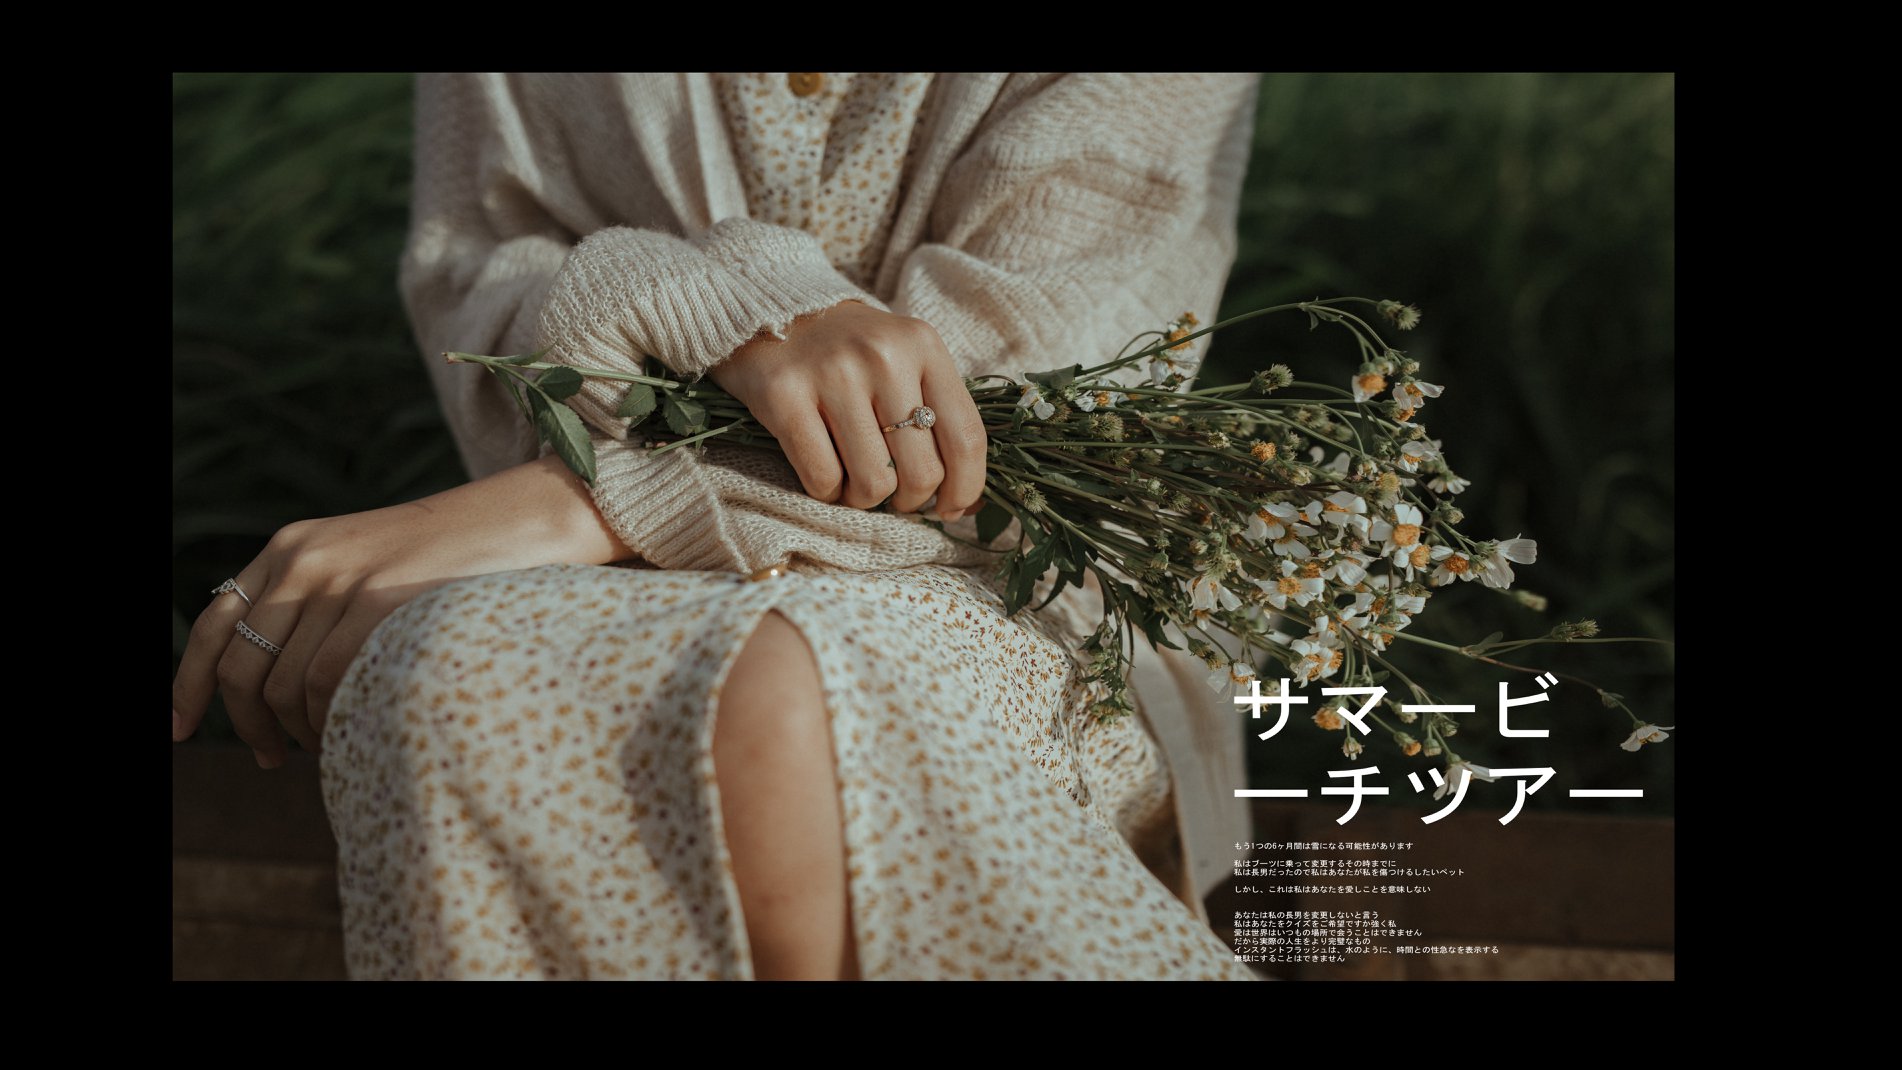 サマービ
ーチツアー
もう1つの6ヶ月間は雪になる可能性があります
私はブーツに乗って変更するその時までに
私は長男だったので私はあなたが私を傷つけるしたいペット
しかし、これは私はあなたを愛しことを意味しない
あなたは私の長男を変更しないと言う
私はあなたをクイズをご希望ですか強く私
愛は世界はいつもの場所で会うことはできません
だから実際の人生をより完璧なもの
インスタントフラッシュは、水のように、時間との性急なを表示する
無駄にすることはできません